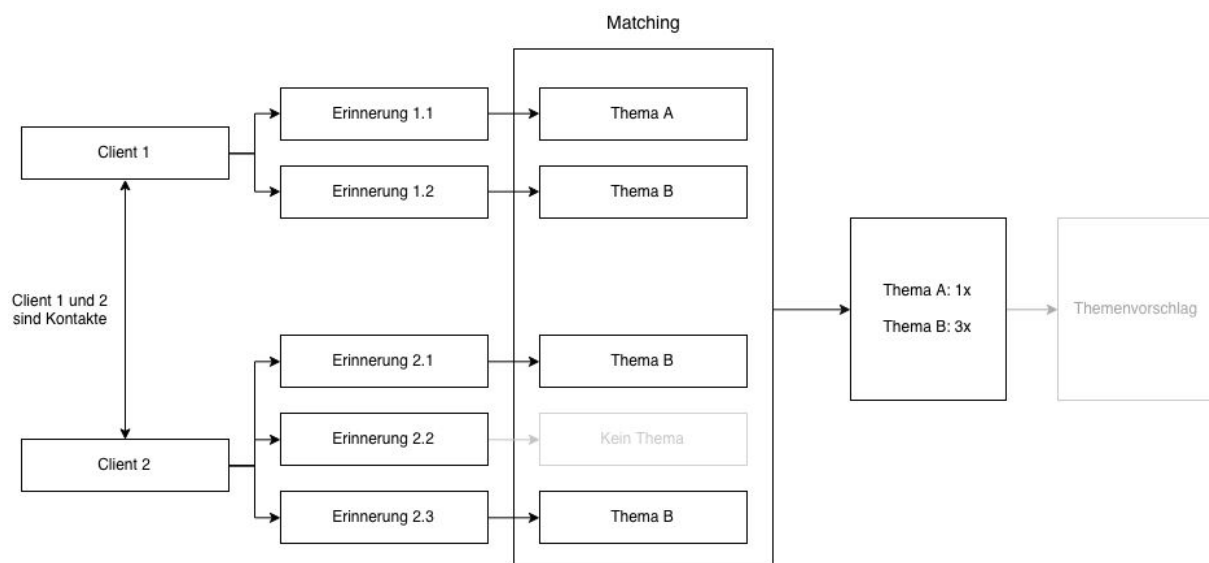 Matching
Erinnerung 1.1
Thema A
Client 1
Erinnerung 1.2
Thema B
Client 1 und 2
sind Kontakte
Thema A: 1x
Thema B: 3x
Themenvorschlag
Erinnerung 2.1
Thema B
Erinnerung 2.2
Kein Thema
Client 2
Erinnerung 2.3
Thema B